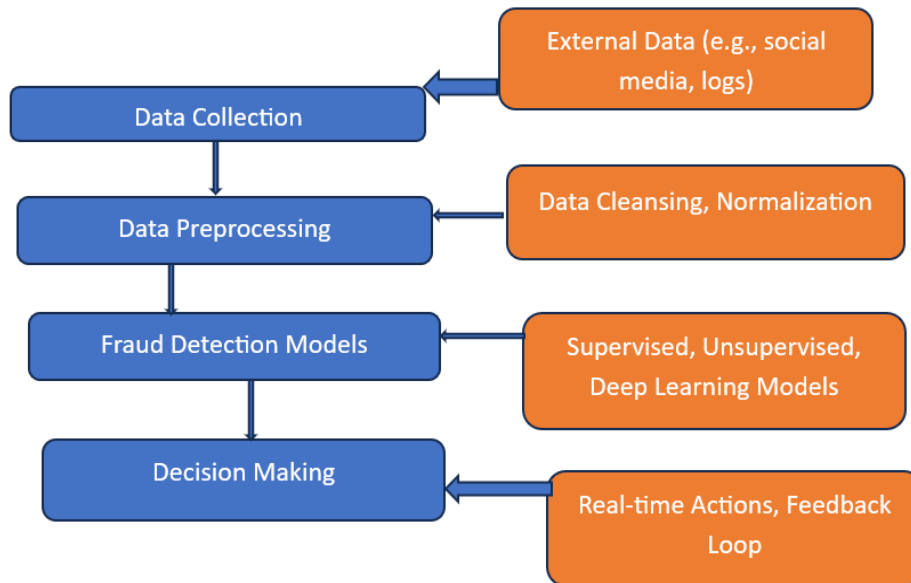 External Data (e.g., social
media, logs)
Data Collection
Data Cleansing, Normalization
Data Preprocessing
Fraud Detection Models
Supervised, Unsupervised,
Deep Learning Models
Decision Making
Real-time Actions, Feedback
Loop